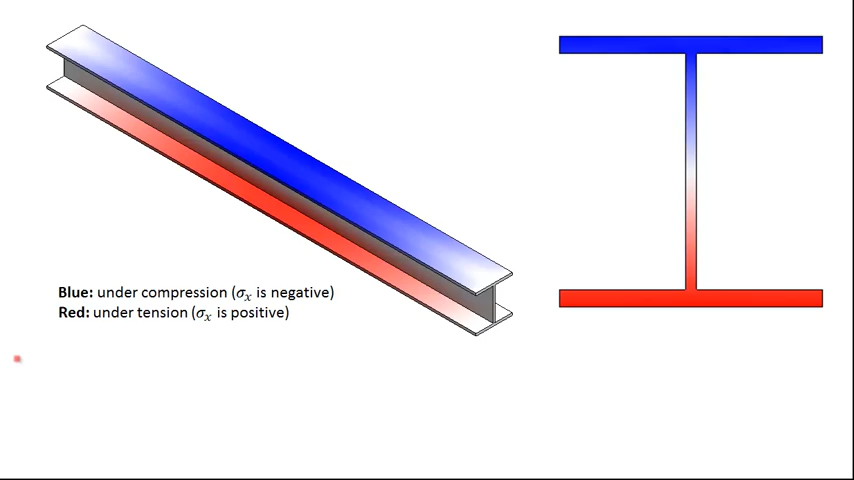 Blue: under compression (σₓ is negative)
Red: under tension (σₓ is positive)